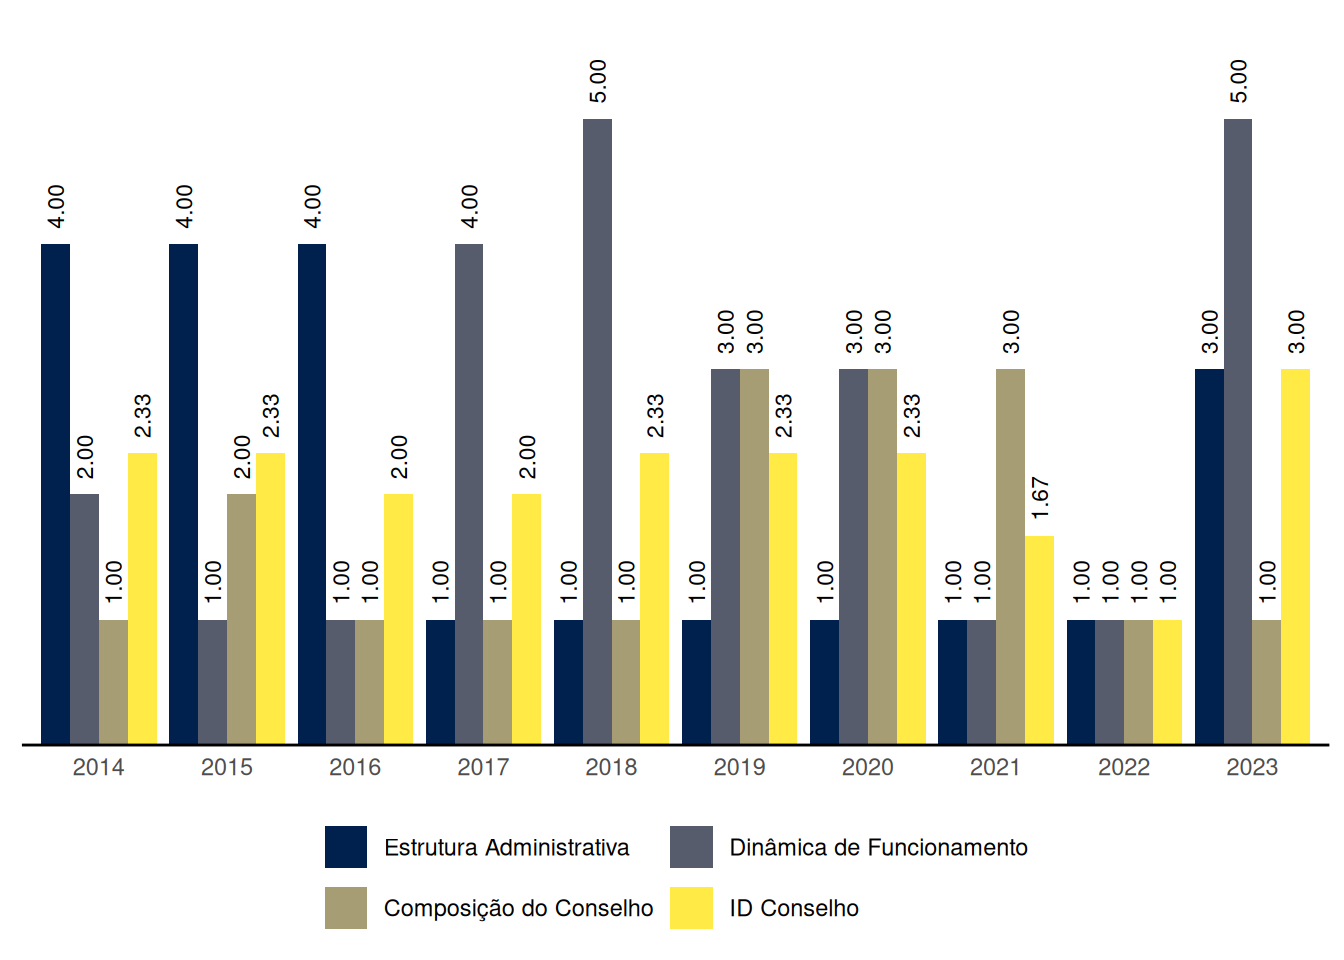 4.00 2.00 1.00 2.33 4.00 1.00 2.00 2.33 4.00 1.00 1.00 2.00 1.00 4.00 1.00 2.00 1.00 5.00 1.00 2.33 1.00 3.00 3.00 2.33 1.00 3.00 3.00 2.33 1.00 1.00 3.00 1.67 1.00 1.00 1.00 1.00 3.00 5.00 1.00 3.00
2014 2015 2016 2017 2018 2019 2020 2021 2022 2023
Estrutura Administrativa Dinâmica de Funcionamento
Composição do Conselho ID Conselho